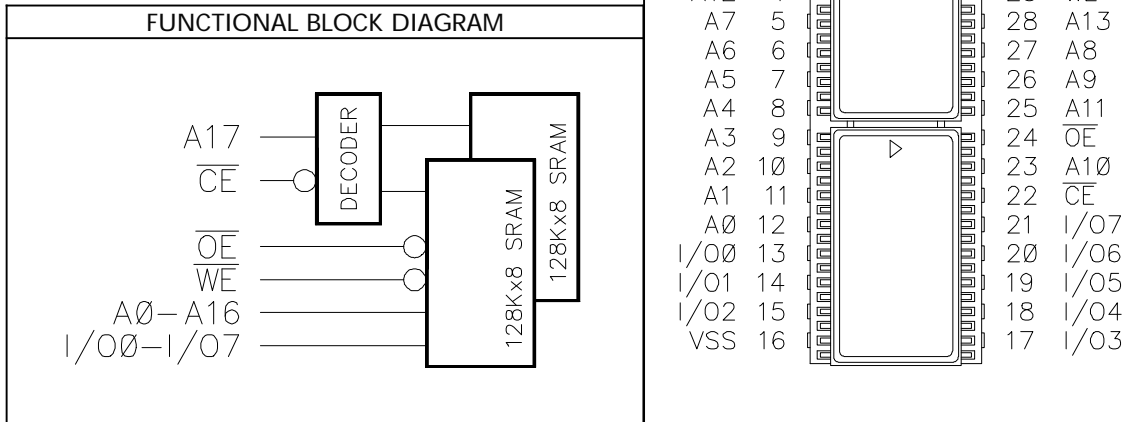 FUNCTIONAL BLOCK DIAGRAM
A17
CE
DECODER
OE
WE
AØ-A16
I/OØ-I/O7
128Kx8 SRAM
128Kx8 SRAM
A7 5 28 A13
A6 6 27 A8
A5 7 26 A9
A4 8 25 A11
A3 9 24 OE
A2 1Ø 23 A1Ø
A1 11 22 CE
AØ 12 21 I/O7
I/OØ 13 2Ø I/O6
I/O1 14 19 I/O5
I/O2 15 18 I/O4
VSS 16 17 I/O3